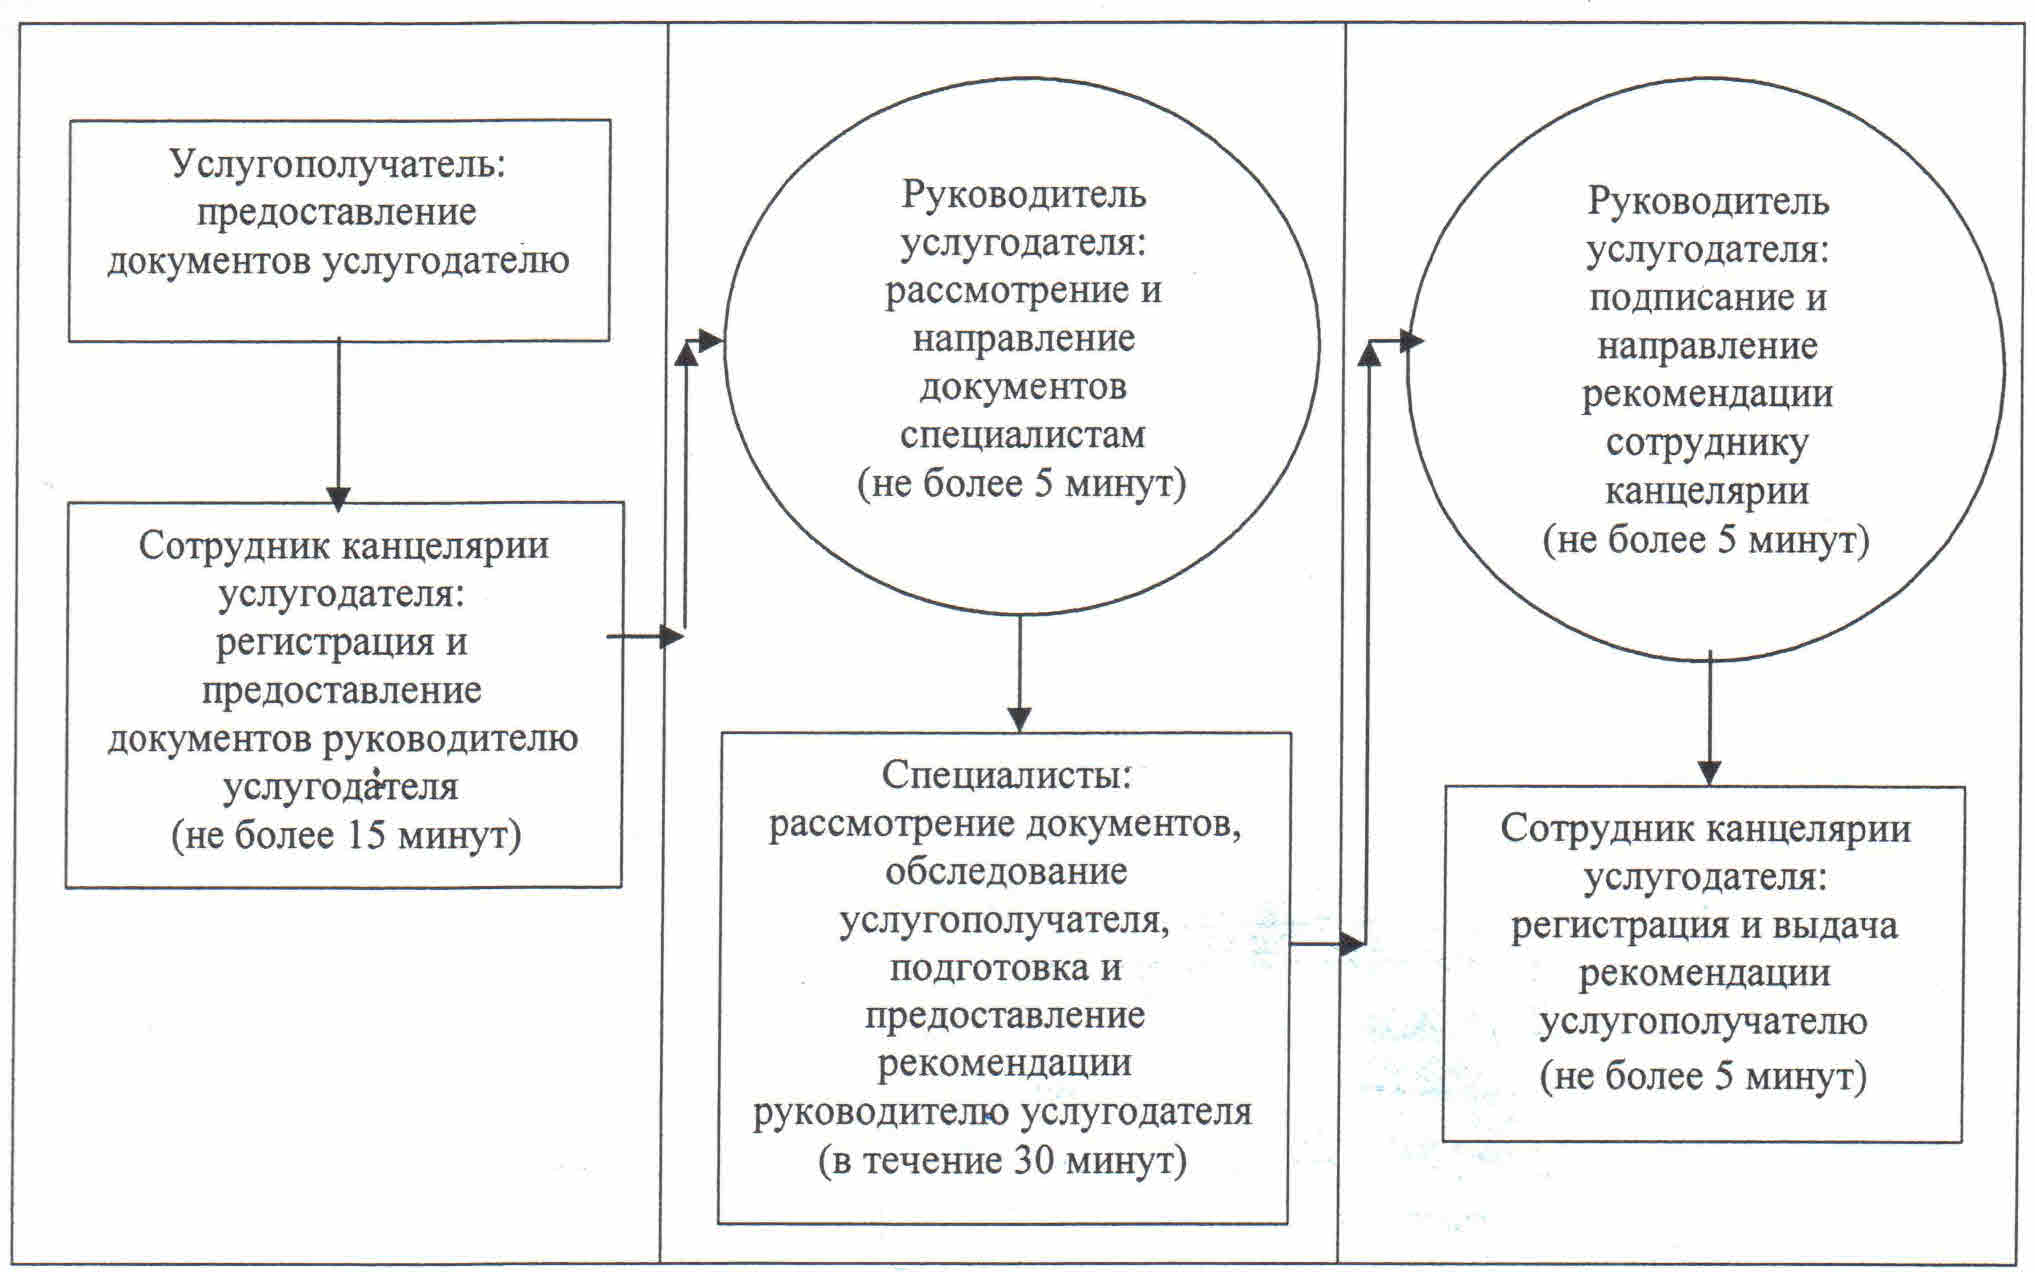 Услугополучатель:
предоставление
документов услугодателю
Сотрудник канцелярии
услугодателя:
регистрация и
предоставление
документов руководителю
услугодателя
(не более 15 минут)
Руководитель
услугодателя:
рассмотрение и
направление
документов
специалистам
(не более 5 минут)
Специалисты:
рассмотрение документов,
обследование
услугополучателя,
подготовка и
предоставление
рекомендации
руководителю услугодателя
(в течение 30 минут)
Руководитель
услугодателя:
подписание и
направление
рекомендации
сотруднику
канцелярии
(не более 5 минут)
Сотрудник канцелярии
услугодателя:
регистрация и выдача
рекомендации
услугополучателю
(не более 5 минут)